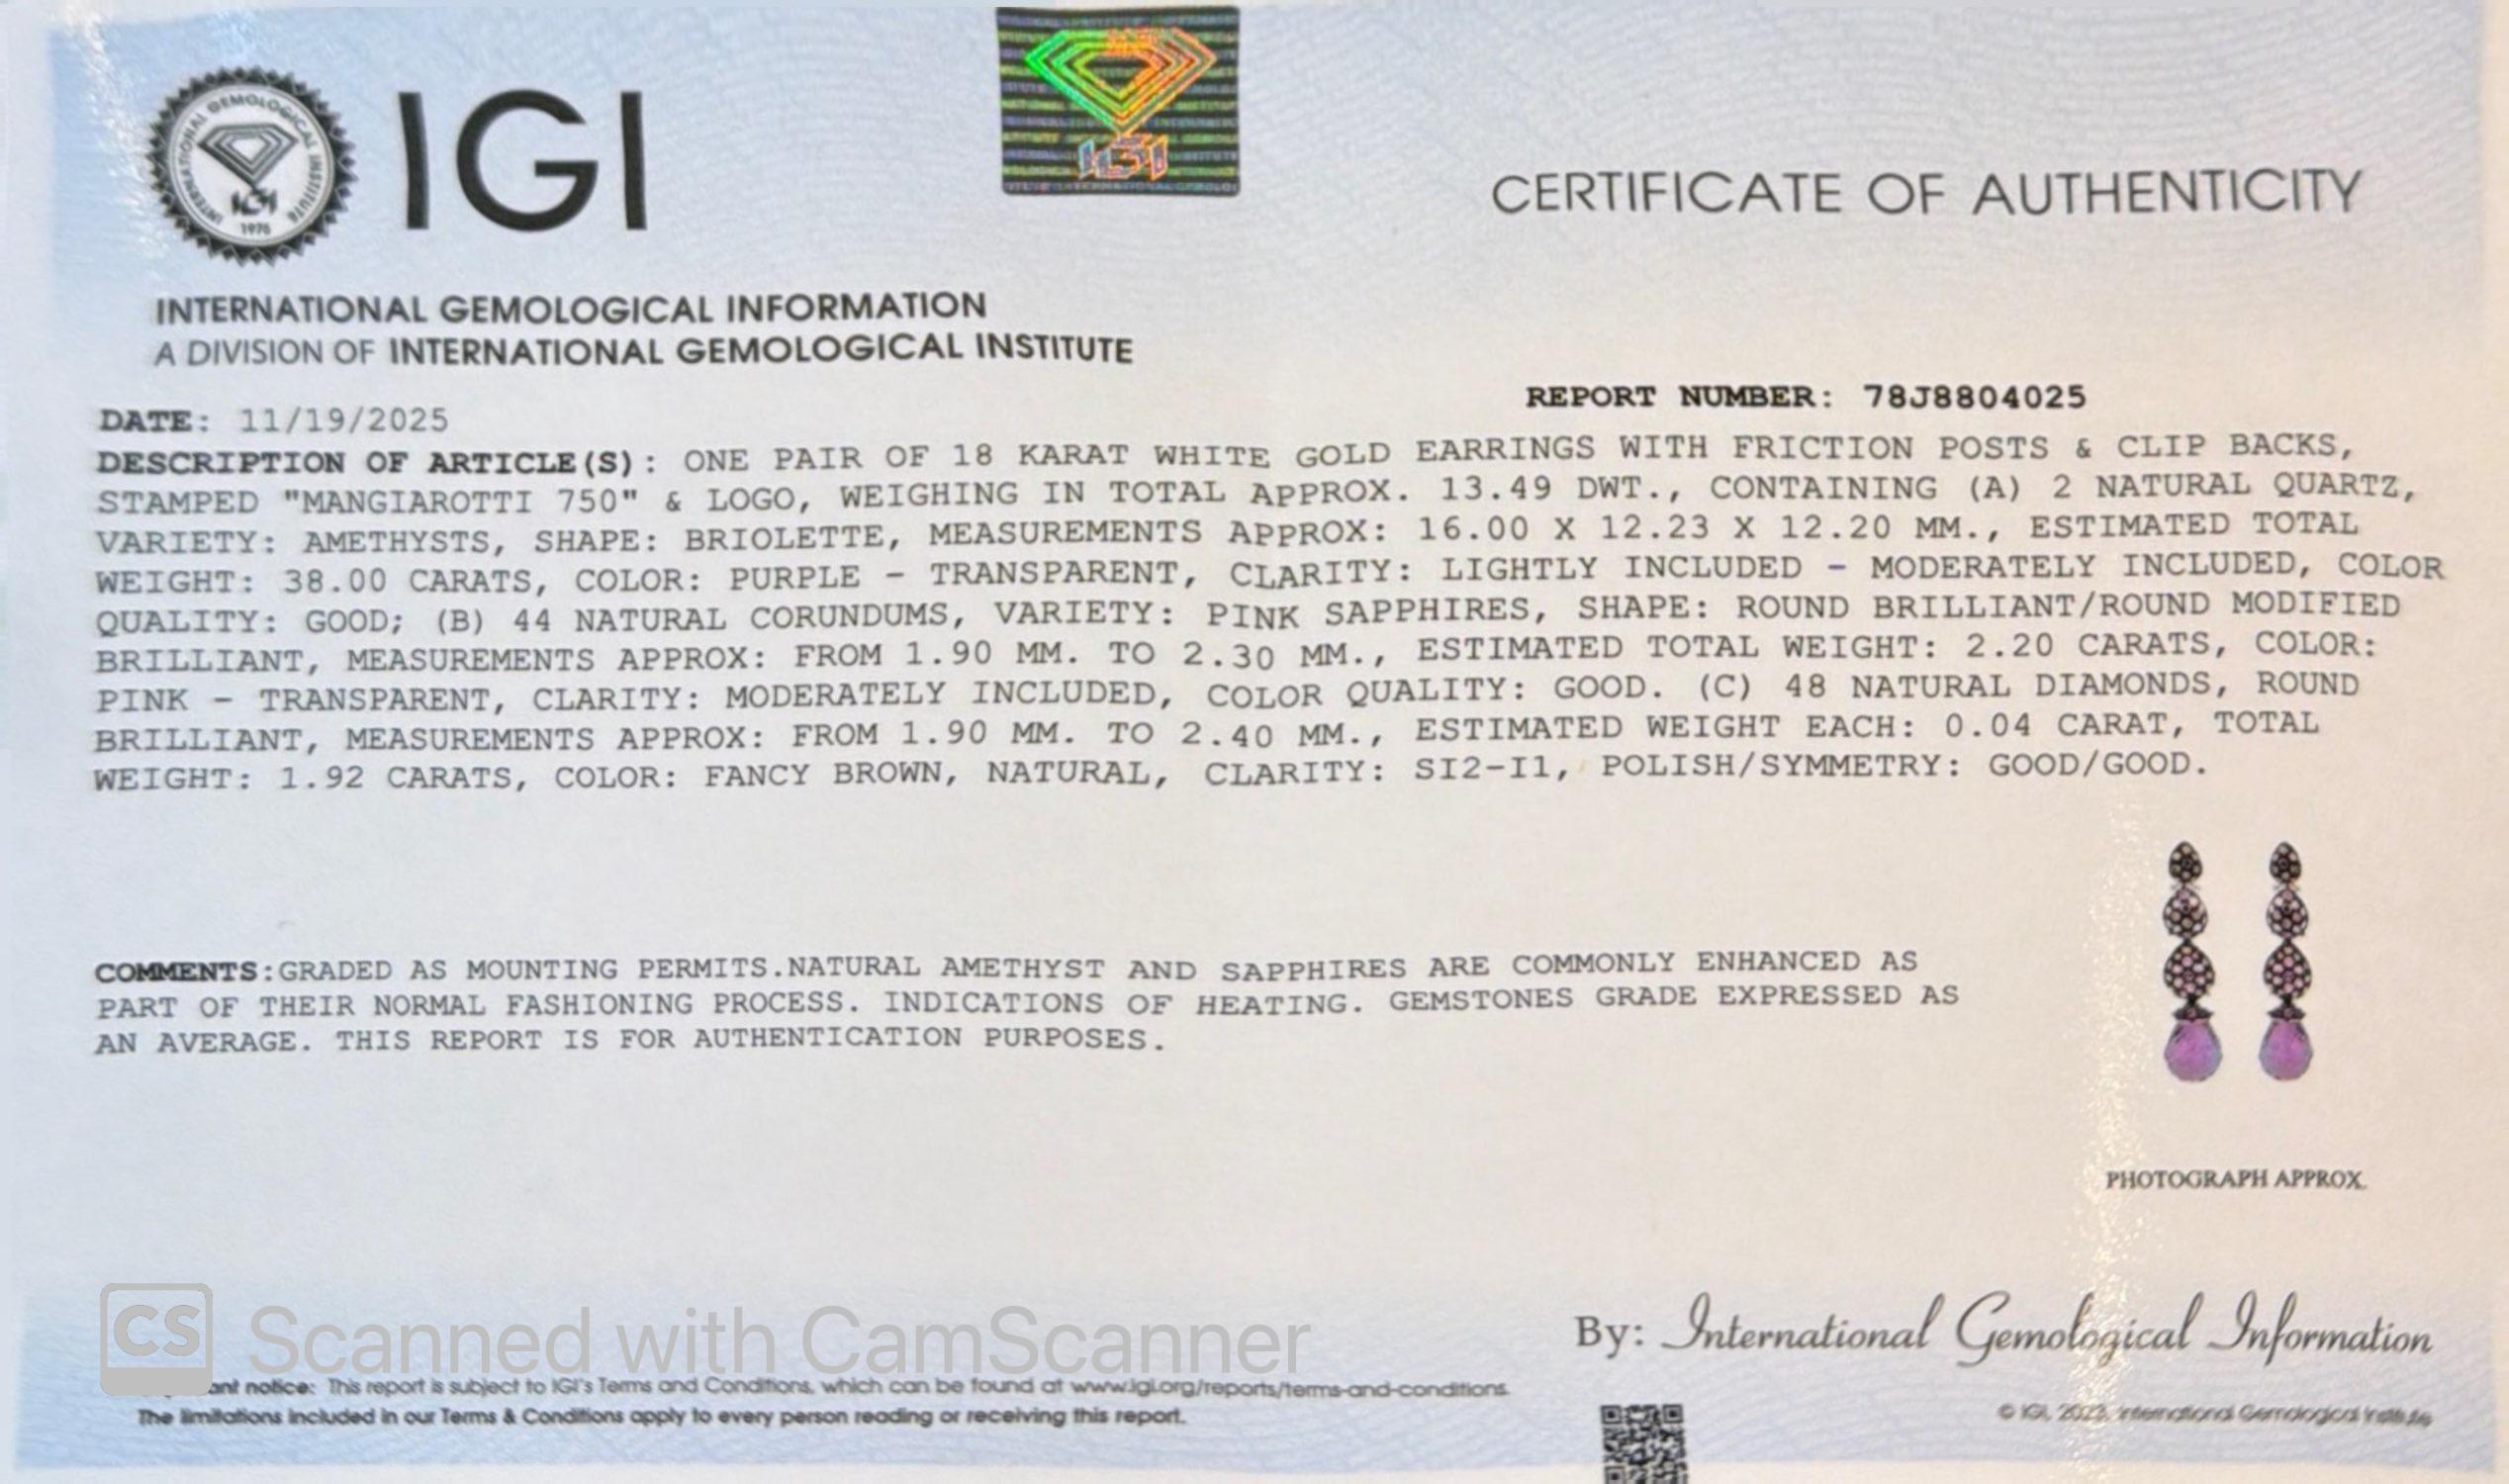 IGI
CERTIFICATE OF AUTHENTICITY
INTERNATIONAL GEMOLOGICAL INSTITUTE
IGI
1975
IGI
INTERNATIONAL GEMOLOGICAL INFORMATION
A DIVISION OF INTERNATIONAL GEMOLOGICAL INSTITUTE
REPORT NUMBER: 78J8804025
DATE: 11/19/2025
DESCRIPTION OF ARTICLE(S): ONE PAIR OF 18 KARAT WHITE GOLD EARRINGS WITH FRICTION POSTS & CLIP BACKS,
STAMPED "MANGIAROTTI 750" & LOGO, WEIGHING IN TOTAL APPROX. 13.49 DWT., CONTAINING (A) 2 NATURAL QUARTZ,
VARIETY: AMETHYSTS, SHAPE: BRIOLETTE, MEASUREMENTS APPROX: 16.00 X 12.23 X 12.20 MM., ESTIMATED TOTAL
WEIGHT: 38.00 CARATS, COLOR: PURPLE - TRANSPARENT, CLARITY: LIGHTLY INCLUDED - MODERATELY INCLUDED, COLOR
QUALITY: GOOD; (B) 44 NATURAL CORUNDUMS, VARIETY: PINK SAPPHIRES, SHAPE: ROUND BRILLIANT/ROUND MODIFIED
BRILLIANT, MEASUREMENTS APPROX: FROM 1.90 MM. TO 2.30 MM., ESTIMATED TOTAL WEIGHT: 2.20 CARATS, COLOR:
PINK - TRANSPARENT, CLARITY: MODERATELY INCLUDED, COLOR QUALITY: GOOD. (C) 48 NATURAL DIAMONDS, ROUND
BRILLIANT, MEASUREMENTS APPROX: FROM 1.90 MM. TO 2.40 MM., ESTIMATED WEIGHT EACH: 0.04 CARAT, TOTAL
WEIGHT: 1.92 CARATS, COLOR: FANCY BROWN, NATURAL, CLARITY: SI2-I1, POLISH/SYMMETRY: GOOD/GOOD.
COMMENTS:GRADED AS MOUNTING PERMITS.NATURAL AMETHYST AND SAPPHIRES ARE COMMONLY ENHANCED AS
PART OF THEIR NORMAL FASHIONING PROCESS. INDICATIONS OF HEATING. GEMSTONES GRADE EXPRESSED AS
AN AVERAGE. THIS REPORT IS FOR AUTHENTICATION PURPOSES.
PHOTOGRAPH APPROX.
CS Scanned with CamScanner
By: International Gemological Information
ant notice: This report is subject to IGI's Terms and Conditions, which can be found at www.igi.org/reports/terms-and-conditions.
The limitations included in our Terms & Conditions apply to every person reading or receiving this report.
© IGI, International Gemological Institute